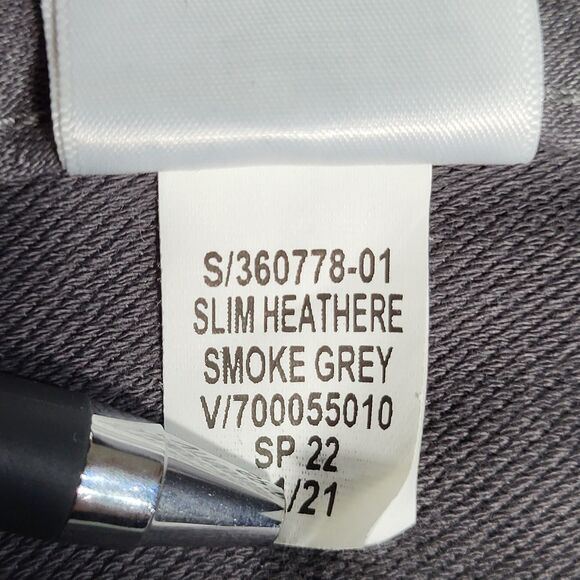 S/360778-01
SLIM HEATHERE
SMOKE GREY
V/700055010
SP 22
/21